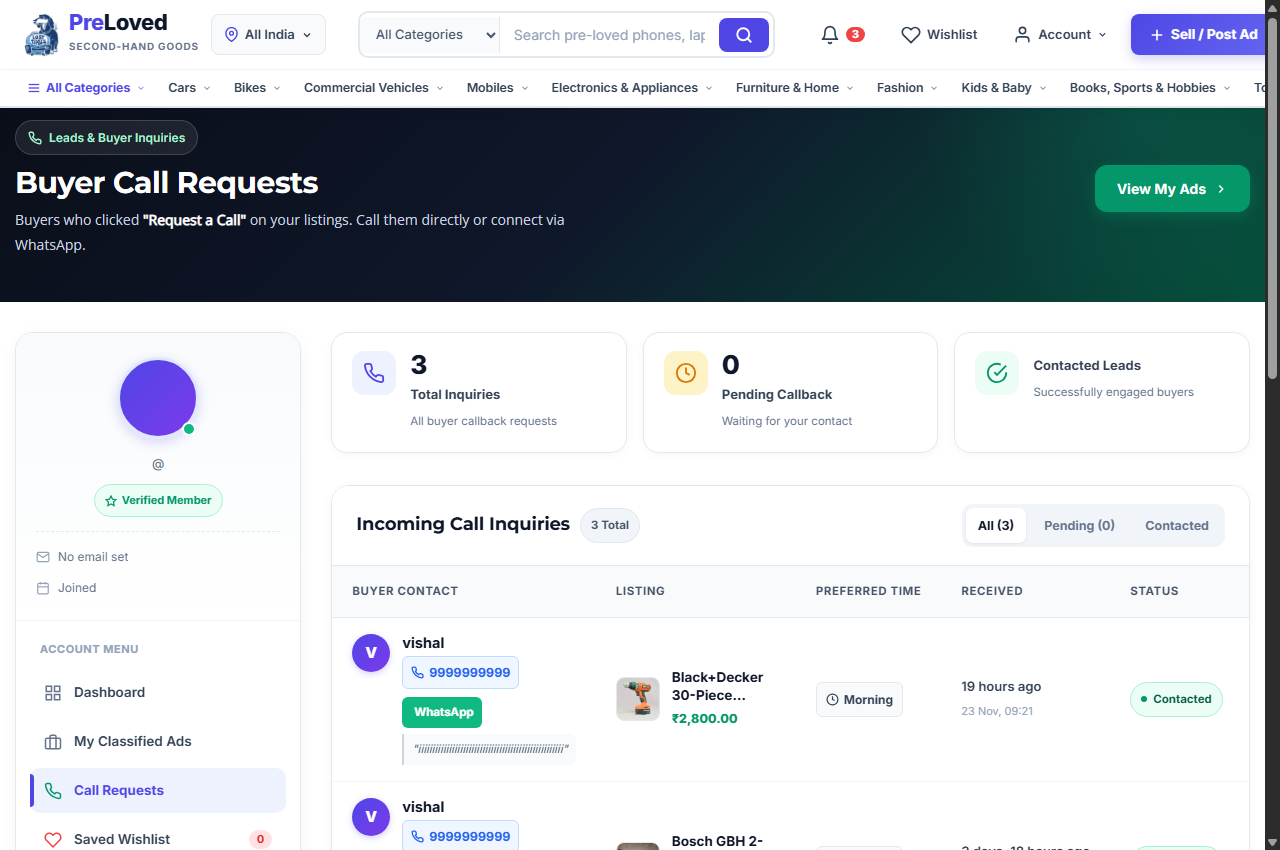 PreLoved
SECOND-HAND GOODS
All India
All Categories
Search pre-loved phones, lap
3
Wishlist
Account
Sell / Post Ad
All Categories
Cars
Bikes
Commercial Vehicles
Mobiles
Electronics & Appliances
Furniture & Home
Fashion
Kids & Baby
Books, Sports & Hobbies
Leads & Buyer Inquiries
Buyer Call Requests
Buyers who clicked "Request a Call" on your listings. Call them directly or connect via
WhatsApp.
View My Ads
@
Verified Member
No email set
Joined
ACCOUNT MENU
Dashboard
My Classified Ads
Call Requests
Saved Wishlist
0
3
Total Inquiries
All buyer callback requests
0
Pending Callback
Waiting for your contact
Contacted Leads
Successfully engaged buyers
Incoming Call Inquiries
3 Total
All (3)
Pending (0)
Contacted
BUYER CONTACT
LISTING
PREFERRED TIME
RECEIVED
STATUS
V
vishal
9999999999
WhatsApp
Black+Decker
30-Piece...
₹2,800.00
Morning
19 hours ago
23 Nov, 09:21
Contacted
V
vishal
9999999999
Bosch GBH 2-